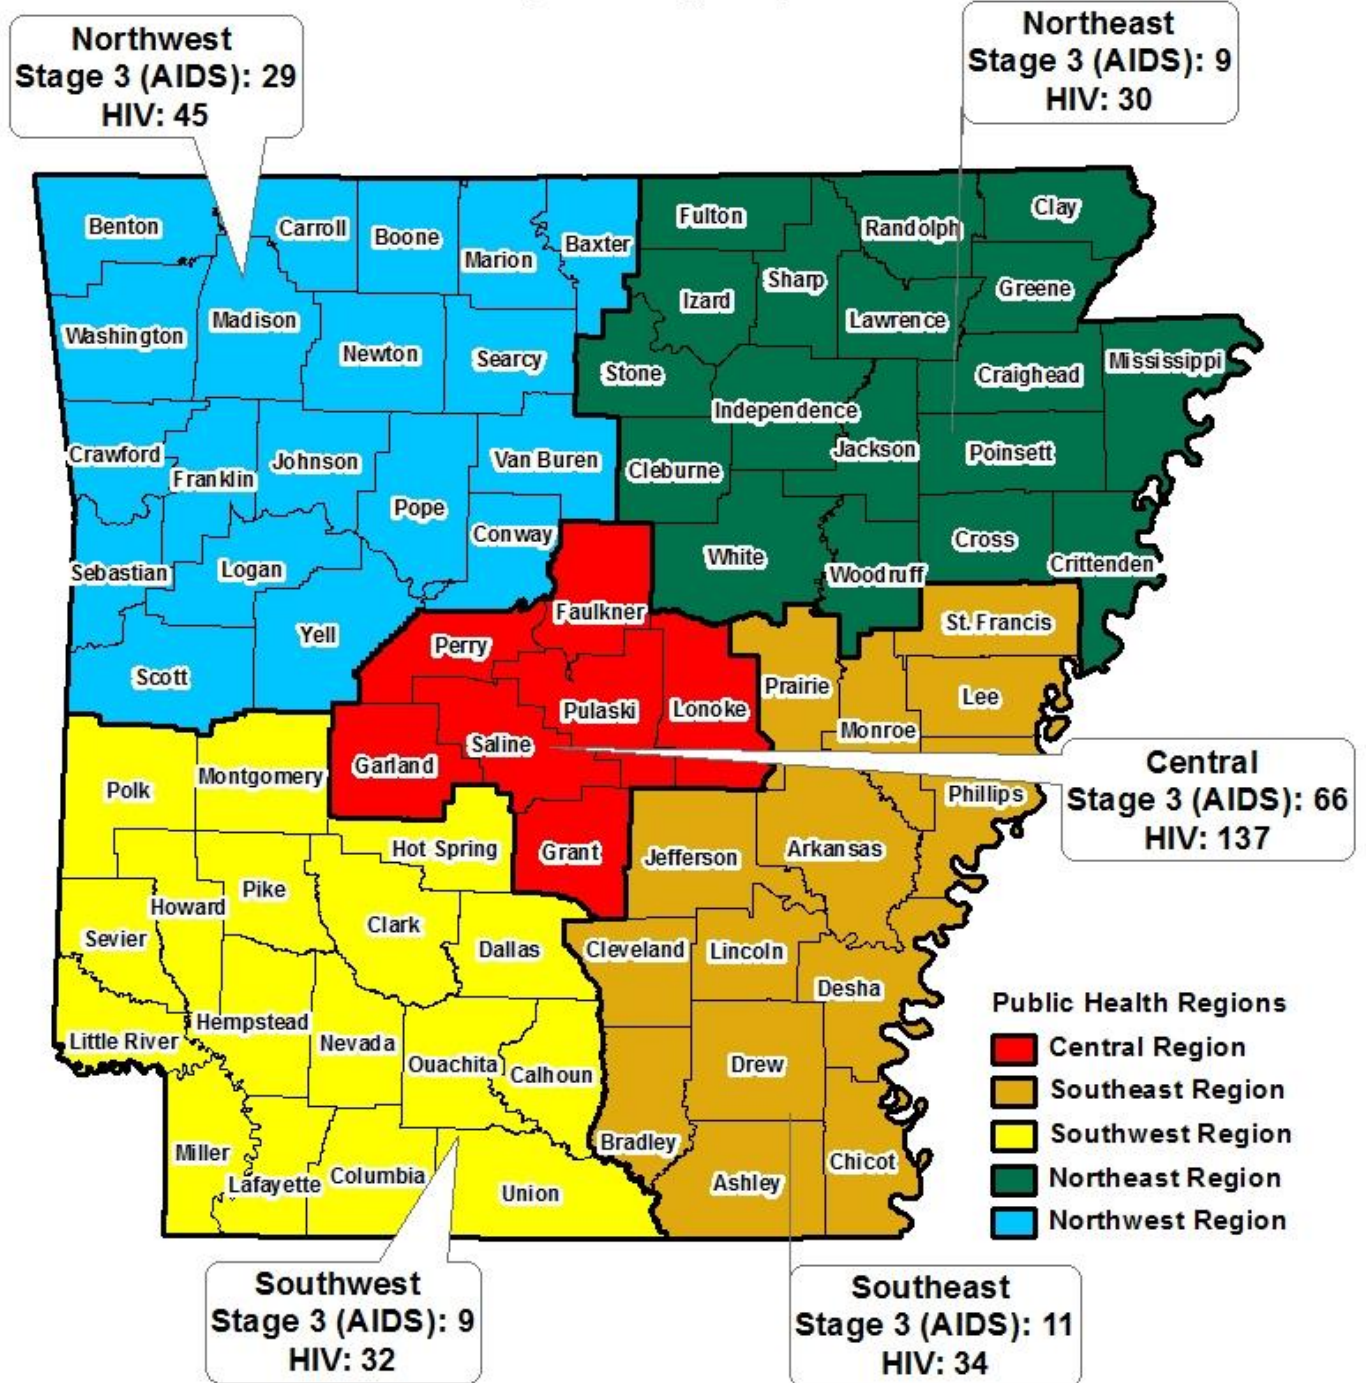 Northwest
Stage 3 (AIDS): 29
HIV: 45
Northeast
Stage 3 (AIDS): 9
HIV: 30
Benton
Carroll
Boone
Marion
Baxter
Fulton
Randolph
Clay
Washington
Madison
Newton
Searcy
Izard
Sharp
Lawrence
Greene
Stone
Independence
Craighead
Mississippi
Crawford
Franklin
Johnson
Pope
Van Buren
Cleburne
Jackson
Poinsett
Conway
Sebastian
Logan
White
Woodruff
Cross
Crittenden
Scott
Yell
Perry
Faulkner
St. Francis
Pulaski
Lonoke
Prairie
Monroe
Lee
Saline
Garland
Polk
Montgomery
Central
Stage 3 (AIDS): 66
HIV: 137
Phillips
Hot Spring
Grant
Jefferson
Arkansas
Howard
Pike
Clark
Sevier
Dallas
Cleveland
Lincoln
Desha
Little River
Hempstead
Nevada
Ouachita
Calhoun
Drew
Miller
Lafayette
Columbia
Union
Bradley
Ashley
Chicot
Public Health Regions
Central Region
Southeast Region
Southwest Region
Northeast Region
Northwest Region
Southwest
Stage 3 (AIDS): 9
HIV: 32
Southeast
Stage 3 (AIDS): 11
HIV: 34